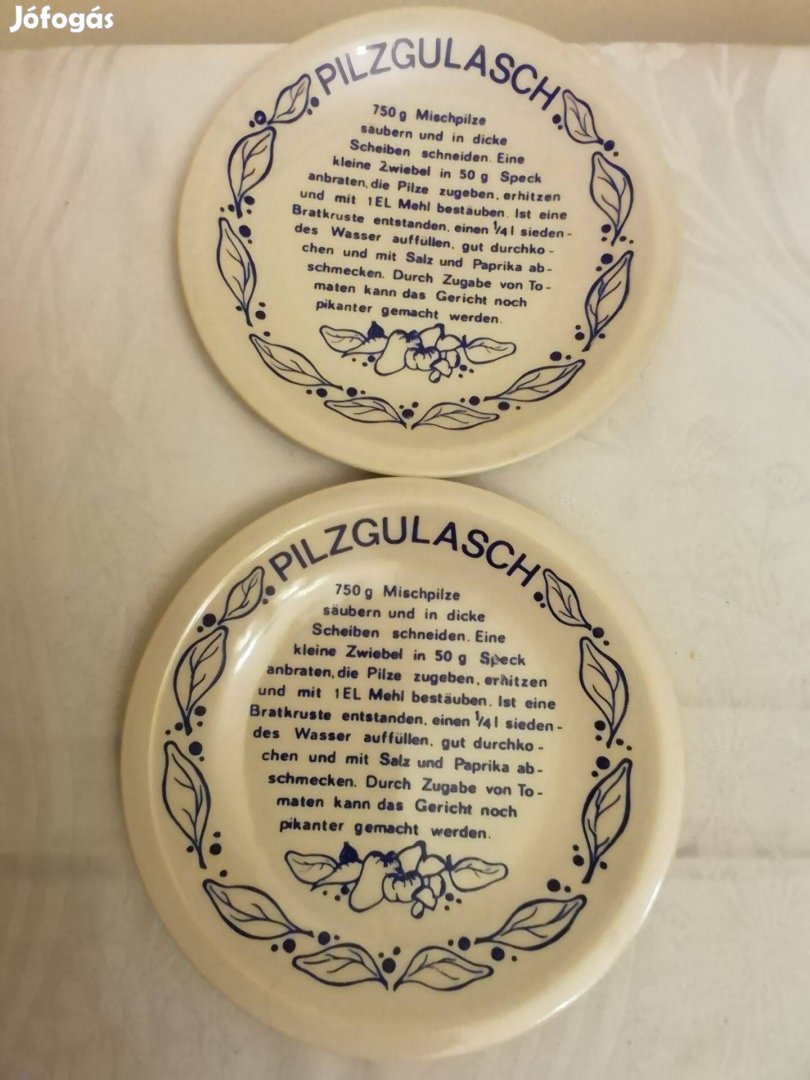 Jófogás
PILZGULASCH
750 g Mischpilze
säubern und in dicke
Scheiben schneiden. Eine
kleine Zwiebel in 50 g Speck
anbraten, die Pilze zugeben, erhitzen
und mit 1EL Mehl bestäuben. Ist eine
Bratkruste entstanden, einen ¼ l sieden-
des Wasser auffüllen, gut durchko-
chen und mit Salz und Paprika ab-
schmecken. Durch Zugabe von To-
maten kann das Gericht noch
pikanter gemacht werden.
PILZGULASCH
750 g Mischpilze
säubern und in dicke
Scheiben schneiden. Eine
kleine Zwiebel in 50 g Speck
anbraten, die Pilze zugeben, erhitzen
und mit 1EL Mehl bestäuben. Ist eine
Bratkruste entstanden, einen ¼ l sieden-
des Wasser auffüllen, gut durchko-
chen und mit Salz und Paprika ab-
schmecken. Durch Zugabe von To-
maten kann das Gericht noch
pikanter gemacht werden.